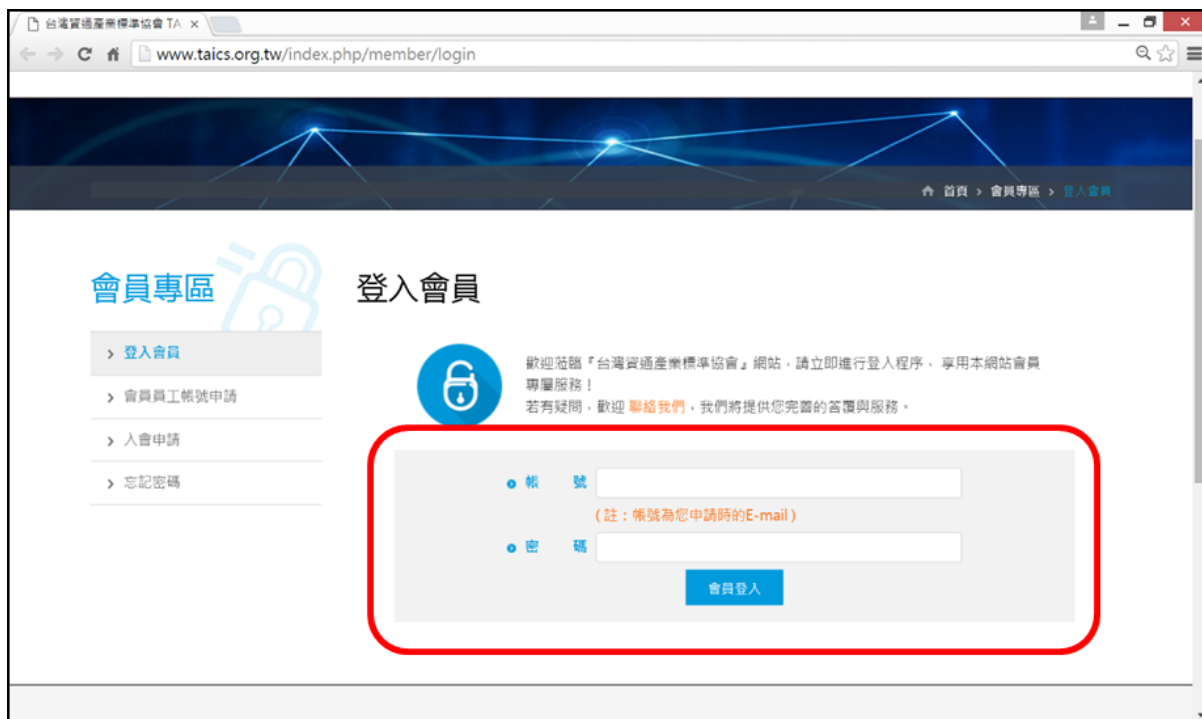 台灣資通產業標準協會 TA
www.taics.org.tw/index.php/member/login
首頁 > 會員專區 > 登入會員
會員專區
登入會員
> 登入會員
> 會員員工帳號申請
> 入會申請
> 忘記密碼
歡迎蒞臨『台灣資通產業標準協會』網站，請立即進行登入程序， 享用本網站會員
專屬服務！
若有疑問，歡迎 聯絡我們，我們將提供您完善的答覆與服務。
帳 號
( 註：帳號為您申請時的E-mail )
密 碼
會員登入